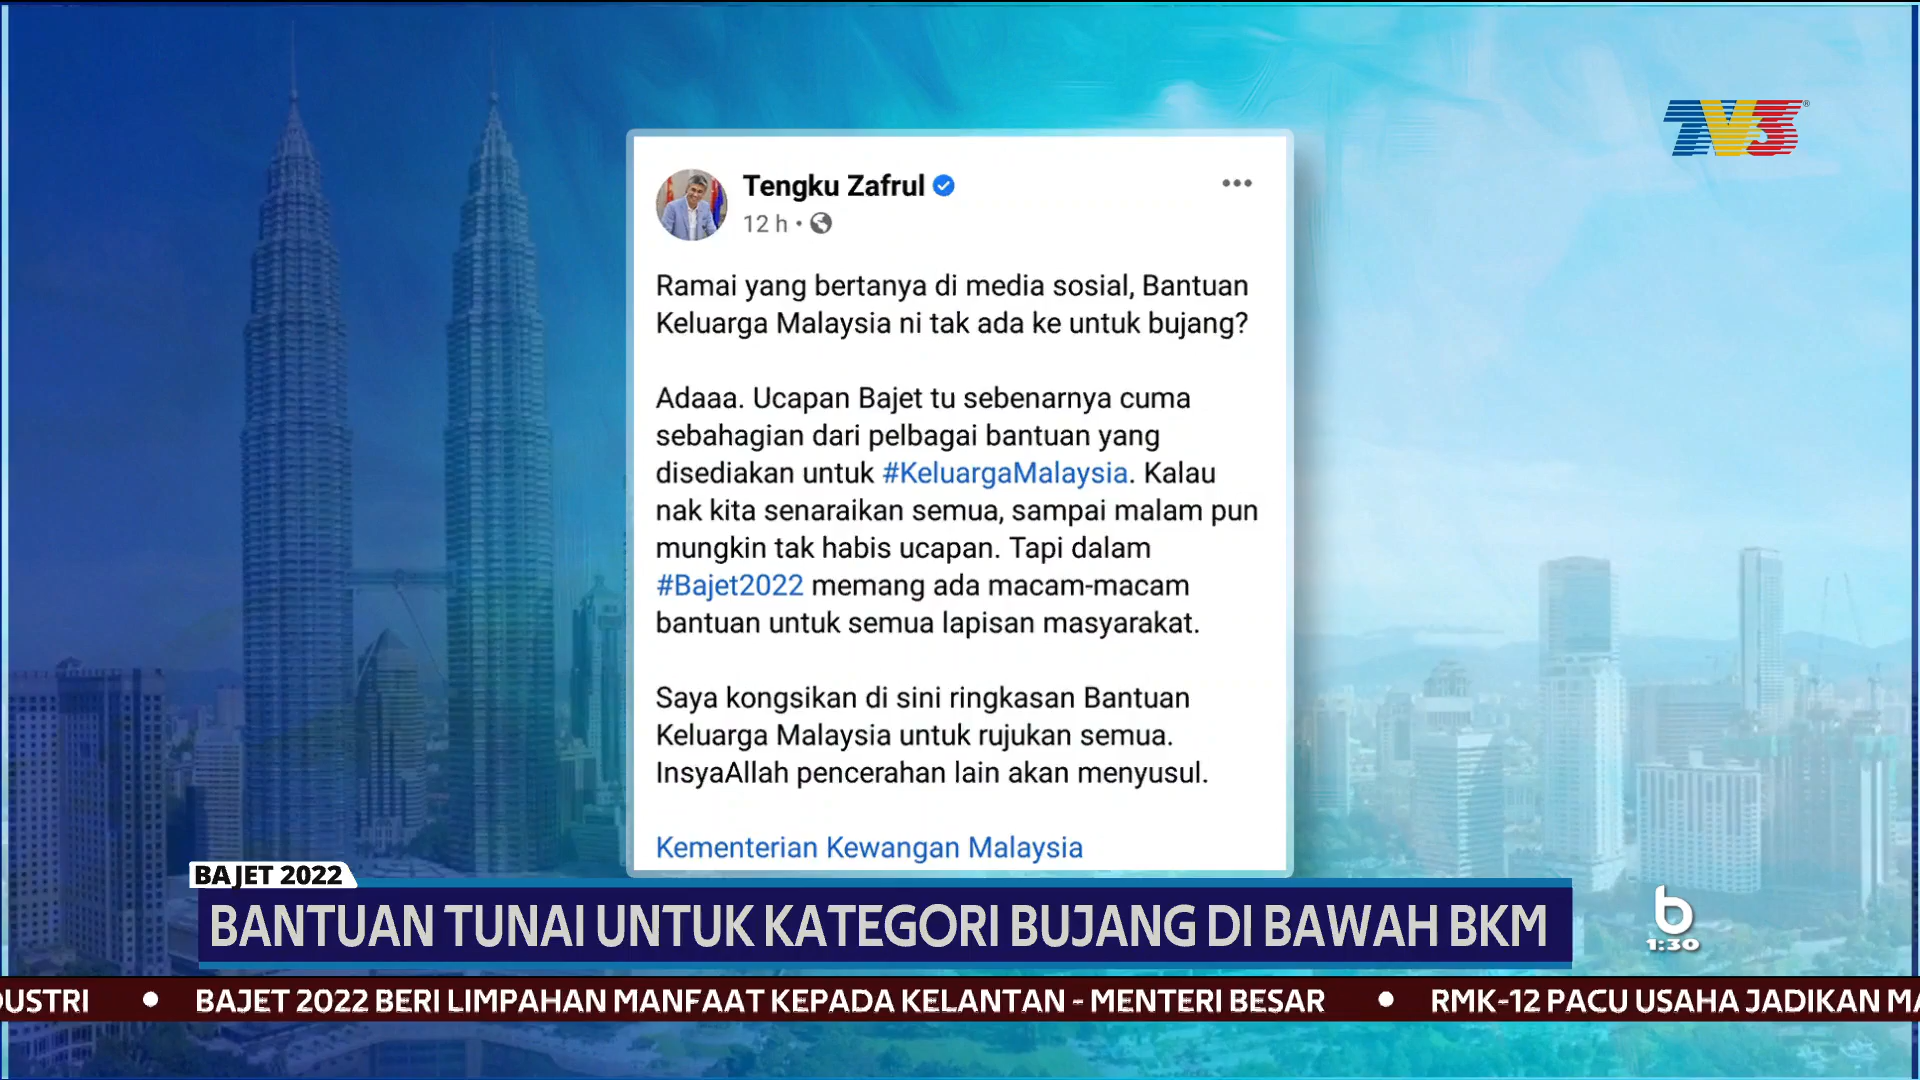 TV3
Tengku Zafrul
12 h
Ramai yang bertanya di media sosial, Bantuan
Keluarga Malaysia ni tak ada ke untuk bujang?
Adaaa. Ucapan Bajet tu sebenarnya cuma
sebahagian dari pelbagai bantuan yang
disediakan untuk #KeluargaMalaysia. Kalau
nak kita senaraikan semua, sampai malam pun
mungkin tak habis ucapan. Tapi dalam
#Bajet2022 memang ada macam-macam
bantuan untuk semua lapisan masyarakat.
Saya kongsikan di sini ringkasan Bantuan
Keluarga Malaysia untuk rujukan semua.
InsyaAllah pencerahan lain akan menyusul.
Kementerian Kewangan Malaysia
BAJET 2022
BANTUAN TUNAI UNTUK KATEGORI BUJANG DI BAWAH BKM
b
1:30
DUSTRI • BAJET 2022 BERI LIMPAHAN MANFAAT KEPADA KELANTAN - MENTERI BESAR • RMK-12 PACU USAHA JADIKAN MA